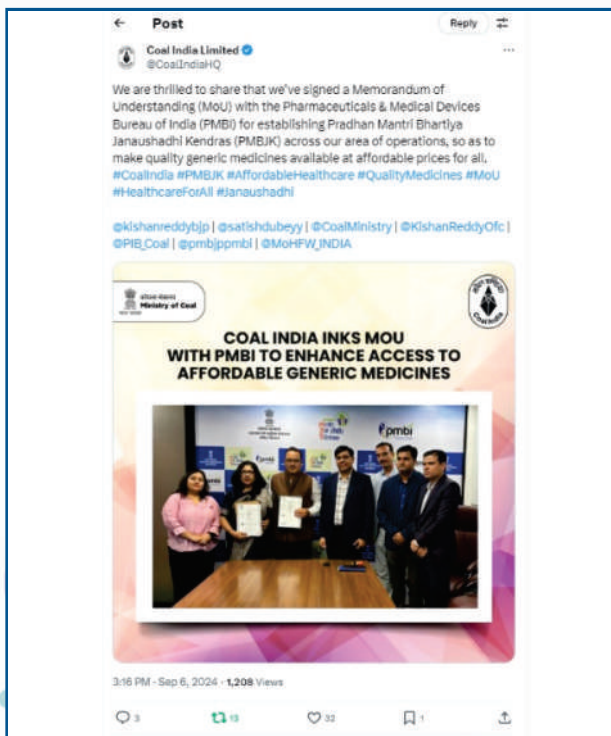 Post
Reply
Coal India Limited
@CoalIndiaHQ
We are thrilled to share that we've signed a Memorandum of
Understanding (MoU) with the Pharmaceuticals & Medical Devices
Bureau of India (PMBI) for establishing Pradhan Mantri Bhartiya
Janaushadhi Kendras (PMBJK) across our area of operations, so as to
make quality generic medicines available at affordable prices for all.
#CoalIndia #PMBJK #AffordableHealthcare #QualityMedicines #MoU
#HealthcareForAll #Janaushadhi
@kishanreddybjp | @satishdubeyy | @CoalMinistry | @KishanReddyOfc |
@PIB_Coal | @pmbjppmbi | @MoHFW_INDIA
कोयला मंत्रालय
Ministry of Coal
Coal India
COAL INDIA INKS MOU
WITH PMBI TO ENHANCE ACCESS TO
AFFORDABLE GENERIC MEDICINES
pmbi
pmbi
3:16 PM · Sep 6, 2024 · 1,208 Views
3
13
32
1